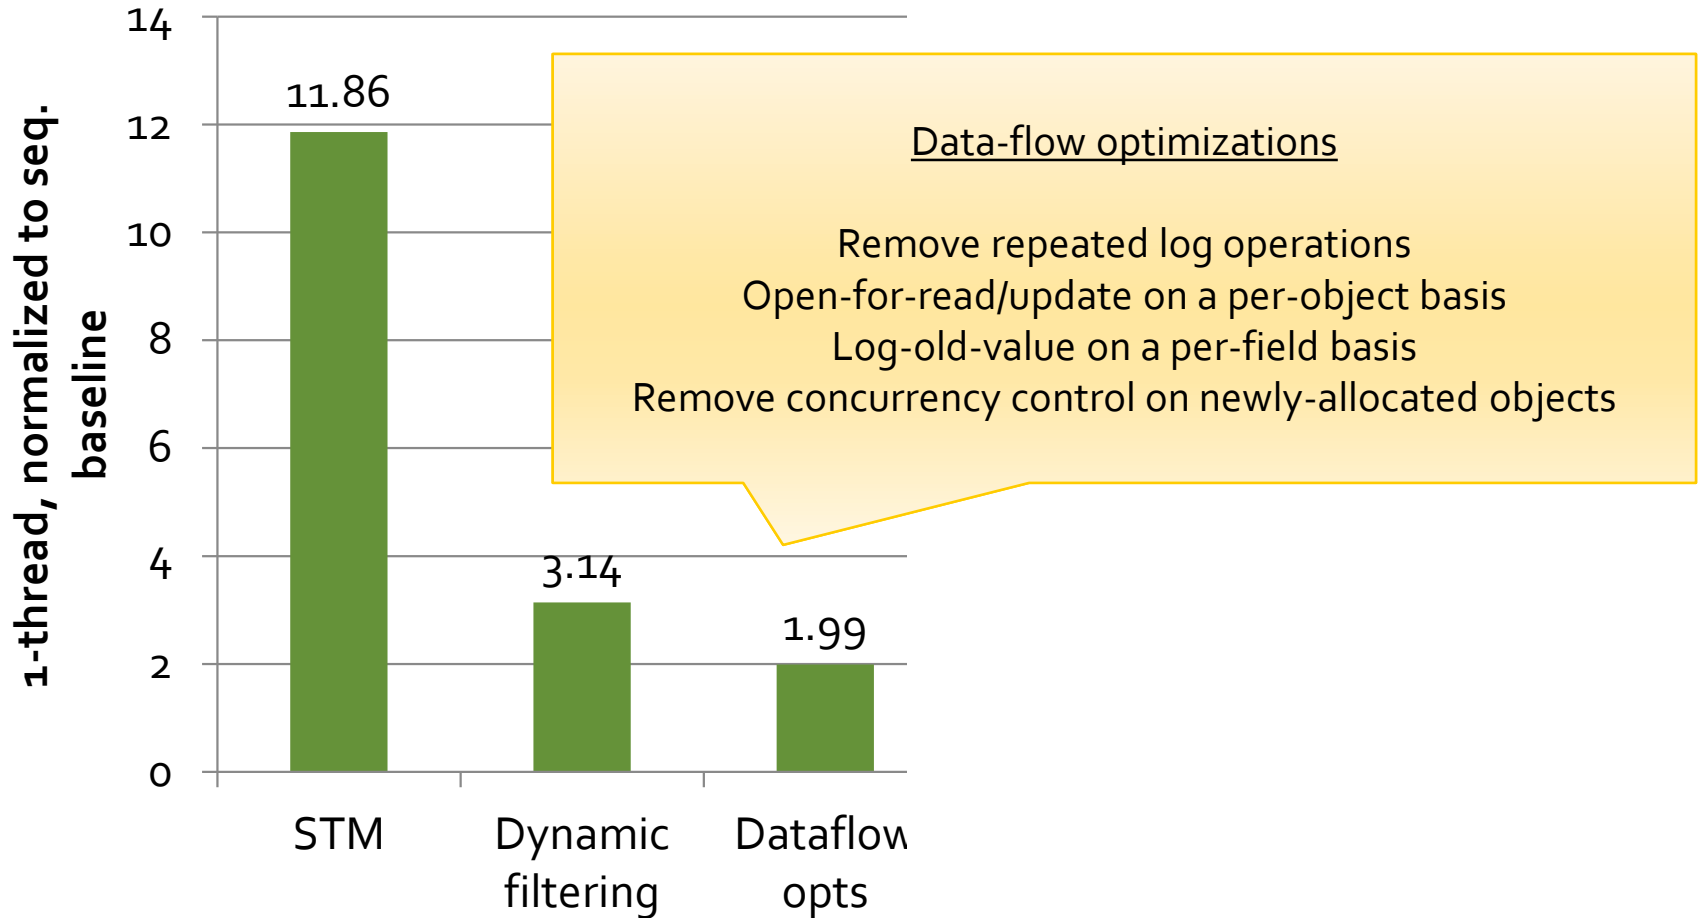 1-thread, normalized to seq.
baseline
14
12
10
8
6
4
2
0
11.86
3.14
1.99
STM
Dynamic
filtering
Dataflow
opts
Data-flow optimizations
Remove repeated log operations
Open-for-read/update on a per-object basis
Log-old-value on a per-field basis
Remove concurrency control on newly-allocated objects